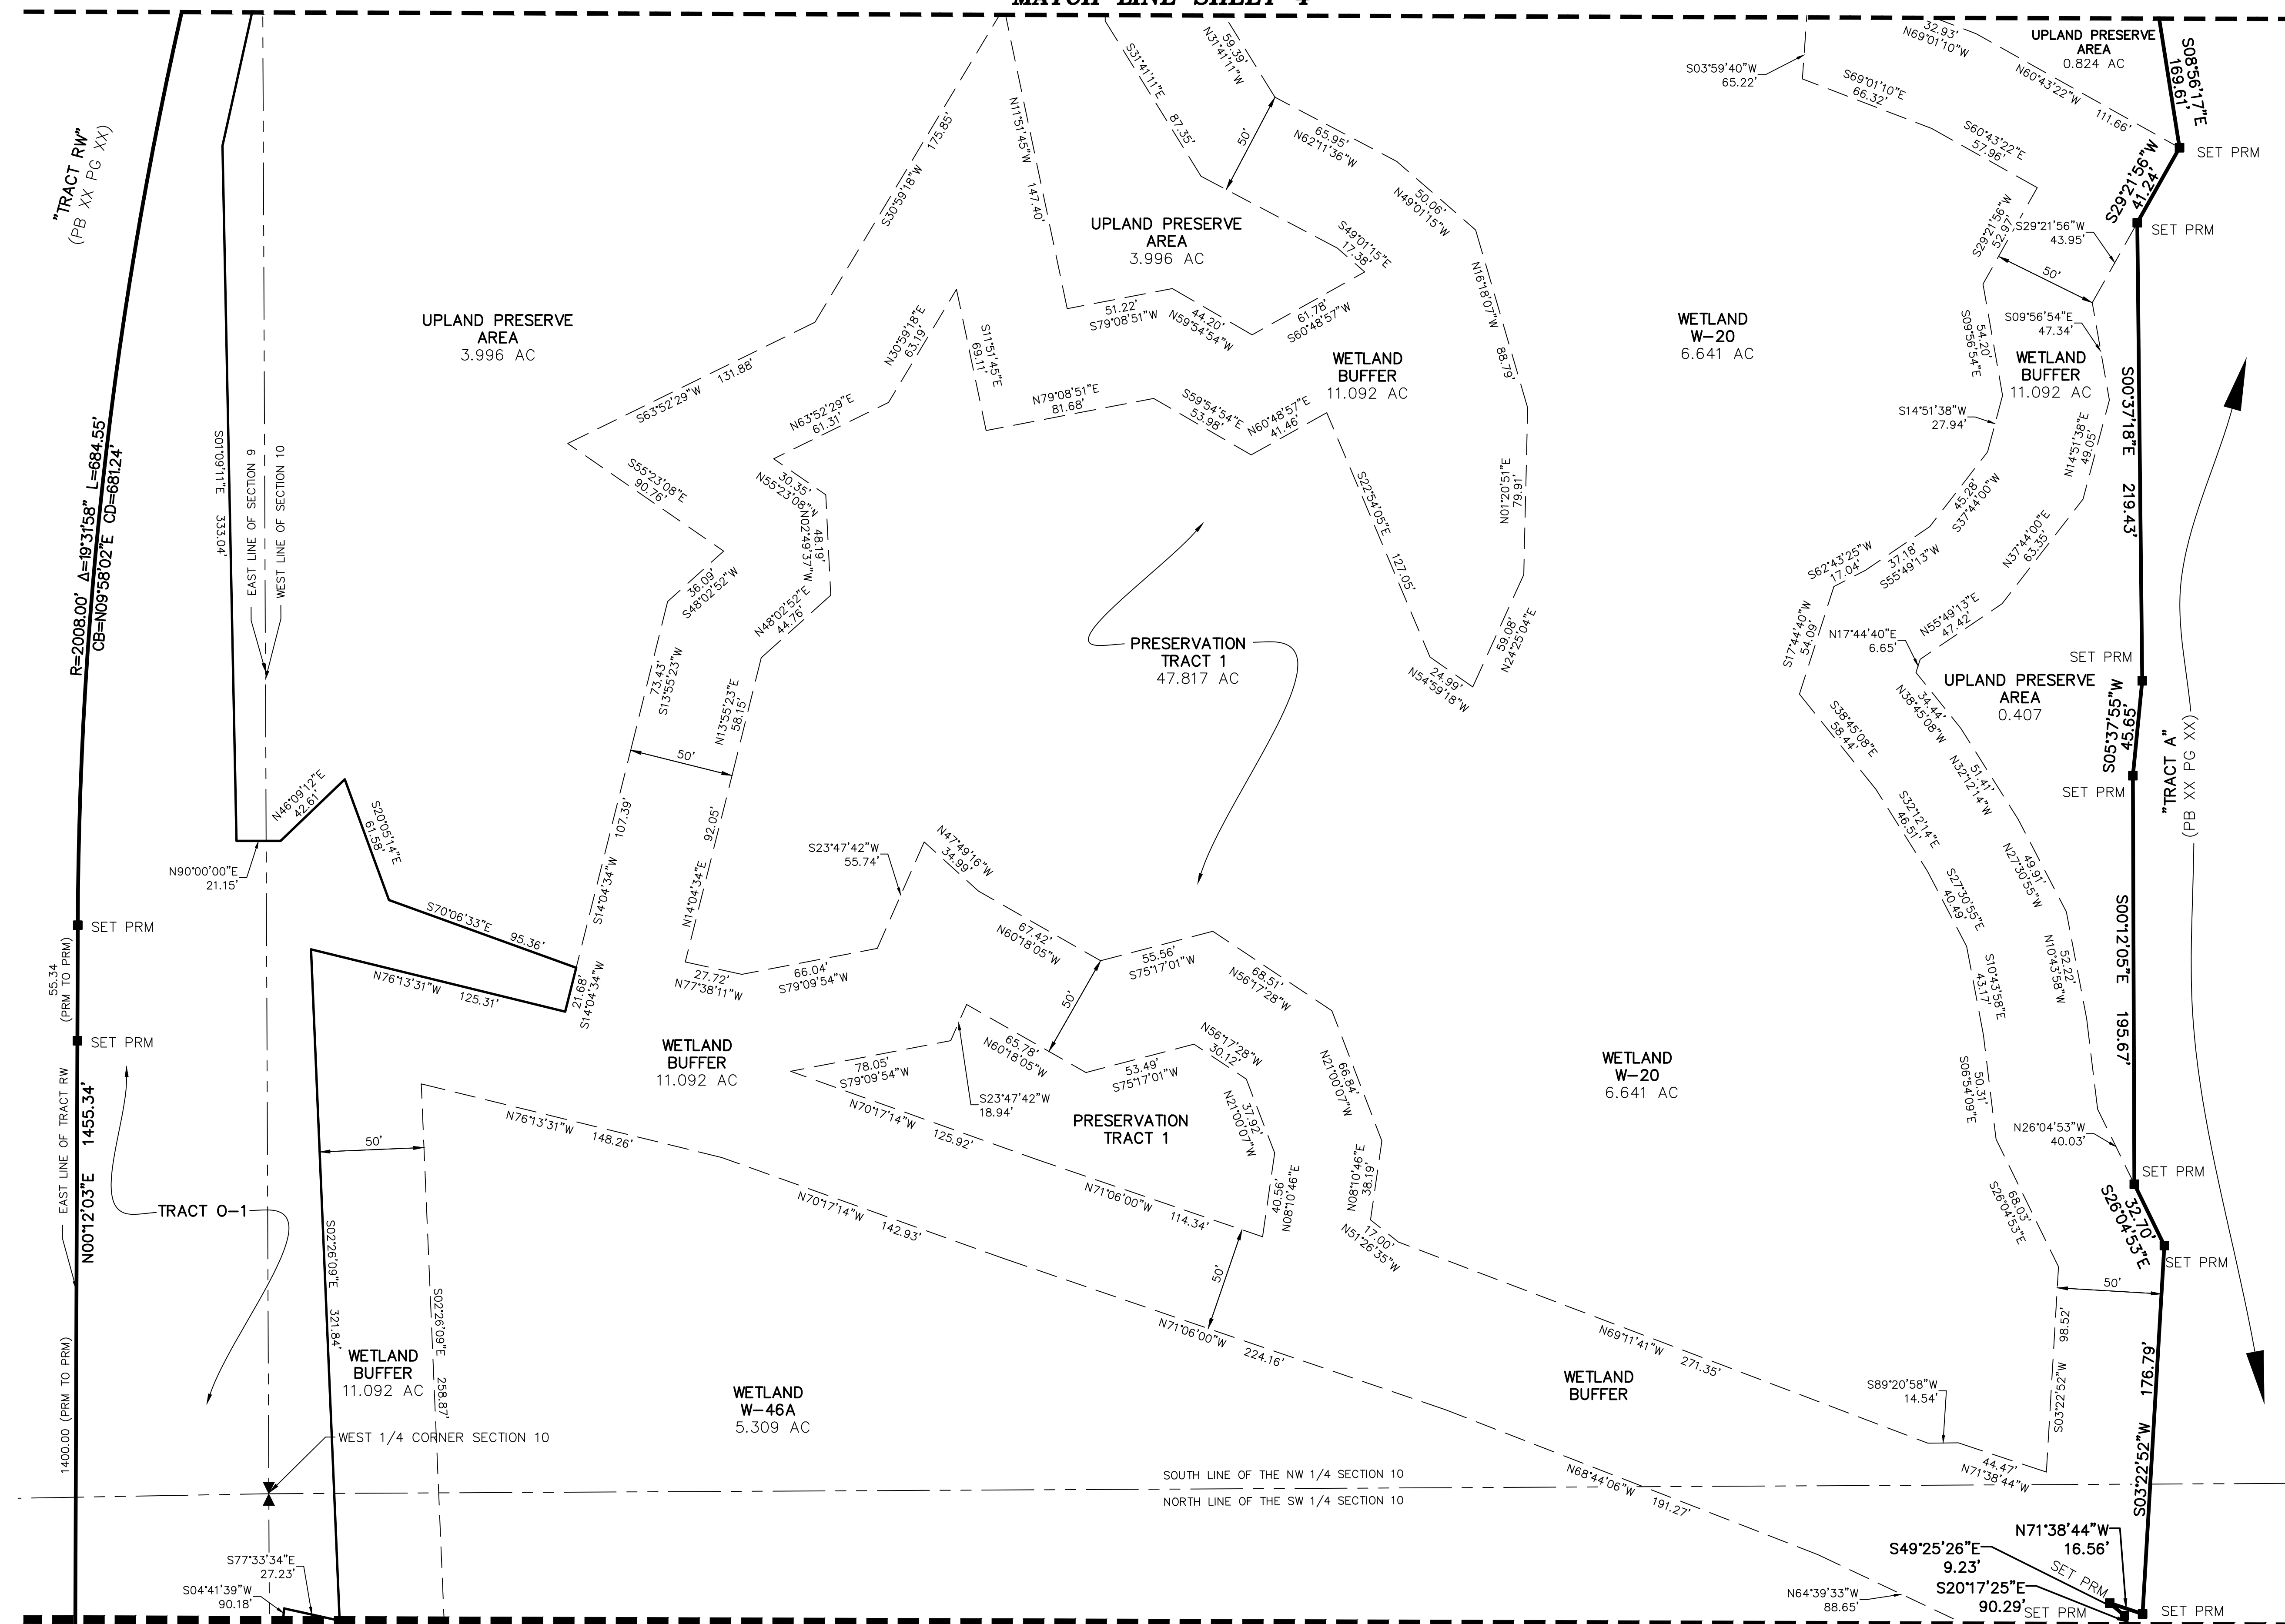 MATCH LINE SHEET 4
"TRACT RW"
(PB XX PG XX)
R=2008.00' Δ=19°31'58" L=684.55'
CB=N09°58'02"E CD=681.24'
S01°09'11"E 333.04'
EAST LINE OF SECTION 9
WEST LINE OF SECTION 10
N90°00'00"E
21.15'
N46°09'12"E
42.61'
S20°05'14"E
61.58'
S70°06'33"E 95.36'
N76°13'31"W 125.31'
21.68'
S14°04'34"W
SET PRM
55.34
(PRM TO PRM)
SET PRM
EAST LINE OF TRACT RW
N00°12'03"E 1455.34'
1400.00 (PRM TO PRM)
TRACT O-1
S02°26'09"E 321.84'
50'
S02°26'09"E 258.87'
WETLAND
BUFFER
11.092 AC
WEST 1/4 CORNER SECTION 10
S77°33'34"E
27.23'
S04°41'39"W
90.18'
UPLAND PRESERVE
AREA
3.996 AC
S30°59'18"W 175.85'
S63°52'29"W 131.88'
S55°23'08"E
90.76'
36.09'
S48°02'52"W
73.43'
S13°55'23"W
50'
S14°04'34"W 107.39'
N14°04'34"E 92.05'
N13°55'23"E
58.15'
N48°02'52"E
44.76'
48.19'
N02°49'37"W
30.35'
N55°23'08"W
N63°52'29"E
61.31'
N30°59'18"E
63.19'
S11°51'45"E
69.11'
N79°08'51"E
81.68'
S59°54'54"E
53.98'
N60°48'57"E
41.46'
S22°54'05"E 127.05'
24.99'
N54°59'18"W
59.08'
N24°25'04"E
N01°20'51"E
79.91'
N16°18'07"W 88.79'
50.06'
N49°01'15"W
65.95'
N62°11'36"W
59.39'
N31°41'11"W
50'
S31°41'11"E 87.35'
N11°51'45"W 147.40'
UPLAND PRESERVE
AREA
3.996 AC
S49°01'15"E
17.38'
61.78'
S60°48'57"W
44.20'
N59°54'54"W
51.22'
S79°08'51"W
WETLAND
BUFFER
11.092 AC
PRESERVATION
TRACT 1
47.817 AC
WETLAND
W-20
6.641 AC
S03°59'40"W
65.22'
S69°01'10"E
66.32'
32.93'
N69°01'10"W
N60°43'22"W 111.66'
UPLAND PRESERVE
AREA
0.824 AC
S08°56'17"E
169.61'
SET PRM
S60°43'22"E
57.96'
S29°21'56"W
41.24'
SET PRM
S29°21'56"W
52.97'
S29°21'56"W
43.95'
50'
S09°56'54"E
47.34'
54.20'
S09°56'54"E
WETLAND
BUFFER
11.092 AC
S14°51'38"W
27.94'
N14°51'38"E
49.05'
45.28'
S37°44'00"W
N37°44'00"E
63.35'
S62°43'25"W
17.04'
37.18'
S55°49'13"W
N55°49'13"E
47.42'
S17°44'40"W
54.09'
N17°44'40"E
6.65'
S00°37'18"E 219.43'
SET PRM
UPLAND PRESERVE
AREA
0.407
S05°37'55"W
45.65'
SET PRM
"TRACT A"
(PB XX PG XX)
34.44'
N38°45'08"W
S38°45'08"E
58.44'
51.41'
N32°12'14"W
S32°12'14"E
46.51'
49.91'
N27°30'55"W
S27°30'55"E
40.49'
52.22'
N10°43'58"W
S10°43'58"E
43.17'
S00°12'05"E 195.67'
50.31'
S06°54'09"E
N26°04'53"W
40.03'
SET PRM
68.03'
S26°04'53"E
32.70'
S26°04'53"E
SET PRM
50'
S03°22'52"W 98.52'
S03°22'52"W 176.79'
S23°47'42"W
55.74'
N47°49'16"W
34.99'
67.42'
N60°18'05"W
27.72'
N77°38'11"W
66.04'
S79°09'54"W
55.56'
S75°17'01"W
68.51'
N56°17'28"W
50'
WETLAND
BUFFER
11.092 AC
78.05'
S79°09'54"W
65.78'
N60°18'05"W
S23°47'42"W
18.94'
53.49'
S75°17'01"W
N56°17'28"W
30.12'
37.92'
N21°00'07"W
66.84'
N21°00'07"W
PRESERVATION
TRACT 1
40.56'
N08°10'46"E
N08°10'46"E
38.19'
17.00'
N51°26'35"W
N70°17'14"W 125.92'
N71°06'00"W 114.34'
50'
N76°13'31"W 148.26'
N70°17'14"W 142.93'
N71°06'00"W 224.16'
WETLAND
W-20
6.641 AC
N69°11'41"W 271.35'
WETLAND
BUFFER
S89°20'58"W
14.54'
44.47'
N71°38'44"W
WETLAND
W-46A
5.309 AC
SOUTH LINE OF THE NW 1/4 SECTION 10
NORTH LINE OF THE SW 1/4 SECTION 10
N68°44'06"W 191.27'
N64°39'33"W
88.65'
N71°38'44"W
16.56'
S49°25'26"E
9.23'
SET PRM
S20°17'25"E
90.29'
SET PRM
SET PRM